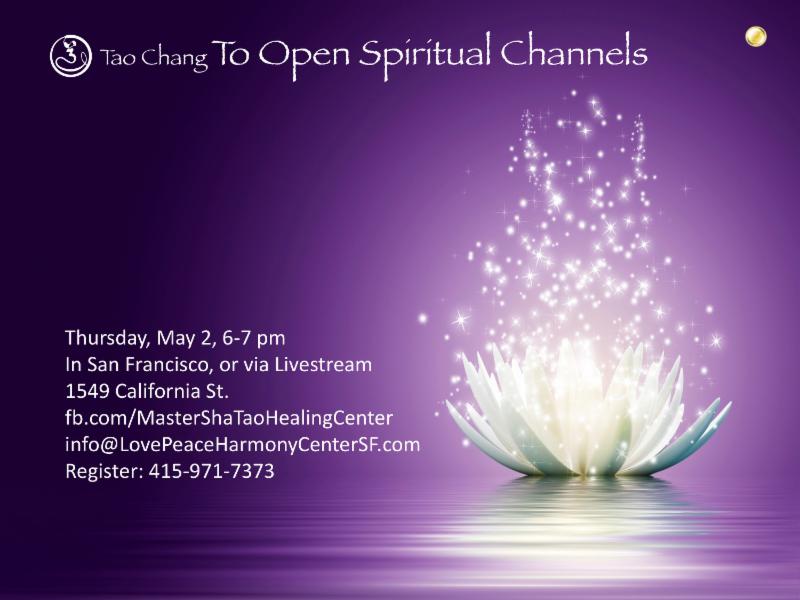 Tao Chang To Open Spiritual Channels
Thursday, May 2, 6-7 pm
In San Francisco, or via Livestream
1549 California St.
fb.com/MasterShaTaoHealingCenter
info@LovePeaceHarmonyCenterSF.com
Register: 415-971-7373